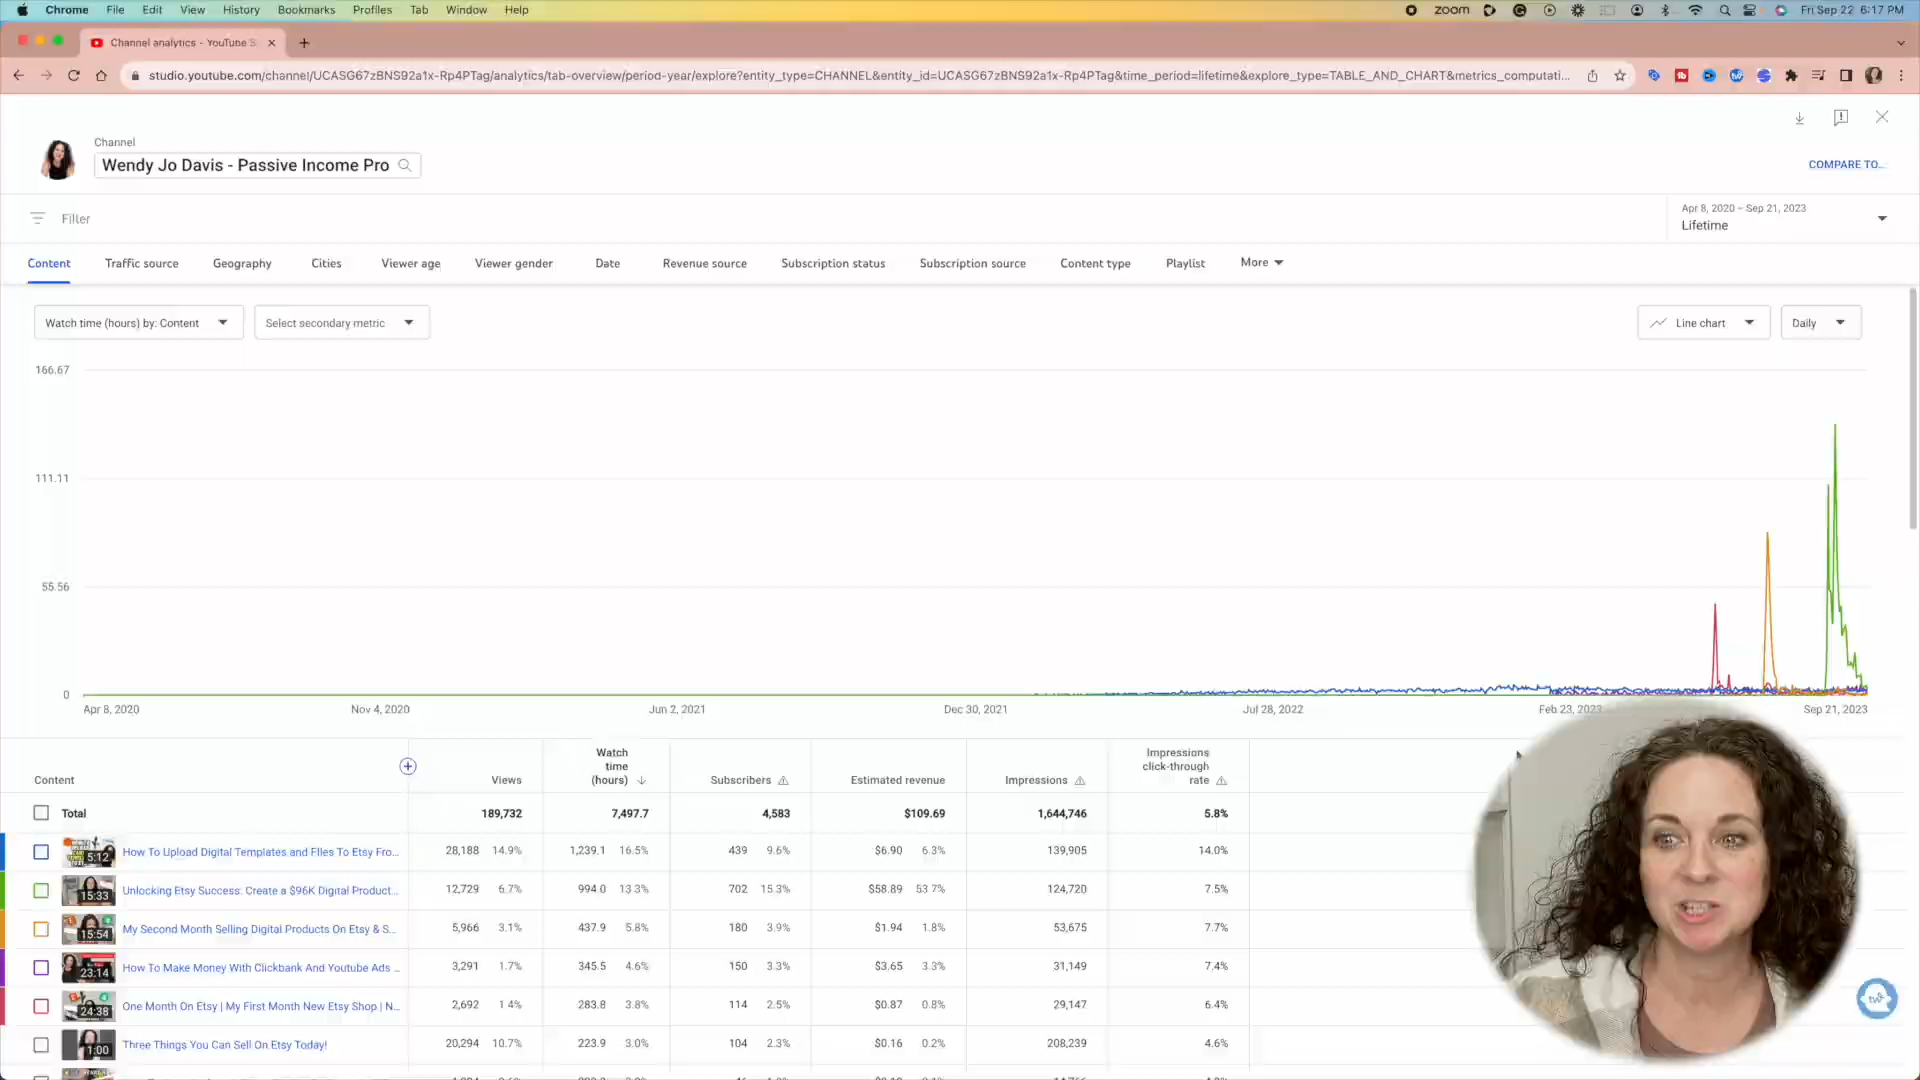 Chrome File Edit View History Bookmarks Profiles Tab Window Help zoom Fri Sep 22 6:17 PM
Channel analytics - YouTube S
studio.youtube.com/channel/UCASG67zBNS92a1x-Rp4PTag/analytics/tab-overview/period-year/explore?entity_type=CHANNEL&entity_id=UCASG67zBNS92a1x-Rp4PTag&time_period=lifetime&explore_type=TABLE_AND_CHART&metrics_computati...
Channel
Wendy Jo Davis - Passive Income Pro
COMPARE TO...
Filter
Apr 8, 2020 – Sep 21, 2023
Lifetime
Content Traffic source Geography Cities Viewer age Viewer gender Date Revenue source Subscription status Subscription source Content type Playlist More
Watch time (hours) by: Content Select secondary metric Line chart Daily
166.67
111.11
55.56
0
Apr 8, 2020 Nov 4, 2020 Jun 2, 2021 Dec 30, 2021 Jul 28, 2022 Feb 23, 2023 Sep 21, 2023
Content Views Watch time (hours) Subscribers Estimated revenue Impressions Impressions click-through rate
Total 189,732 7,497.7 4,583 $109.69 1,644,746 5.8%
5:12 How To Upload Digital Templates and FIles To Etsy Fro... 28,188 14.9% 1,239.1 16.5% 439 9.6% $6.90 6.3% 139,905 14.0%
15:33 Unlocking Etsy Success: Create a $96K Digital Product... 12,729 6.7% 994.0 13.3% 702 15.3% $58.89 53.7% 124,720 7.5%
15:54 My Second Month Selling Digital Products On Etsy & S... 5,966 3.1% 437.9 5.8% 180 3.9% $1.94 1.8% 53,675 7.7%
23:14 How To Make Money With Clickbank And Youtube Ads ... 3,291 1.7% 345.5 4.6% 150 3.3% $3.65 3.3% 31,149 7.4%
24:38 One Month On Etsy | My First Month New Etsy Shop | N... 2,692 1.4% 283.8 3.8% 114 2.5% $0.87 0.8% 29,147 6.4%
1:00 Three Things You Can Sell On Etsy Today! 20,294 10.7% 223.9 3.0% 104 2.3% $0.16 0.2% 208,239 4.6%